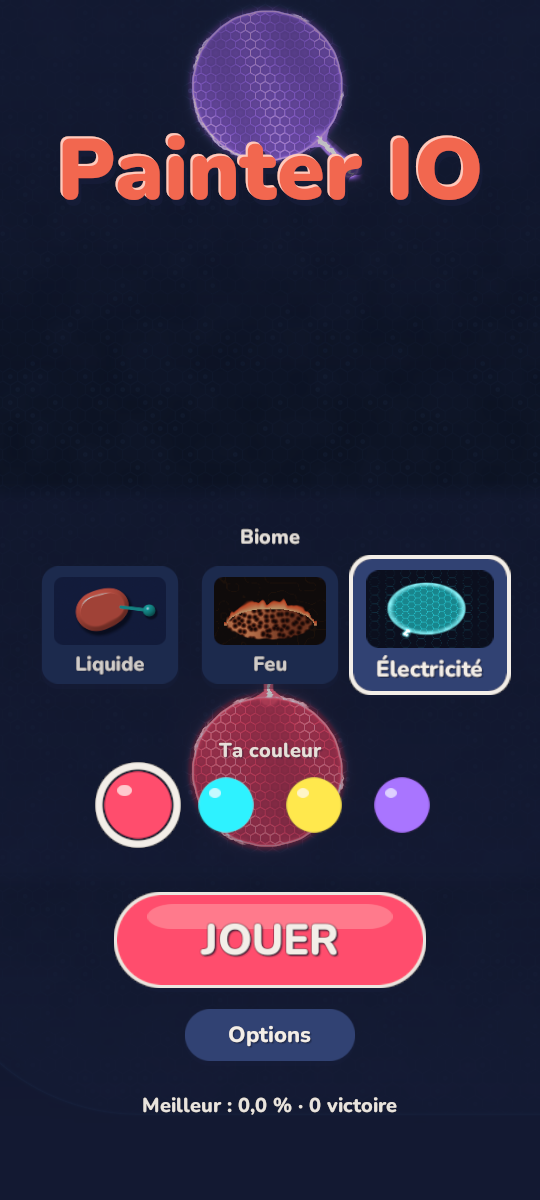 Painter IO
Biome
Liquide
Feu
Électricité
Ta couleur
JOUER
Options
Meilleur : 0,0 % · 0 victoire